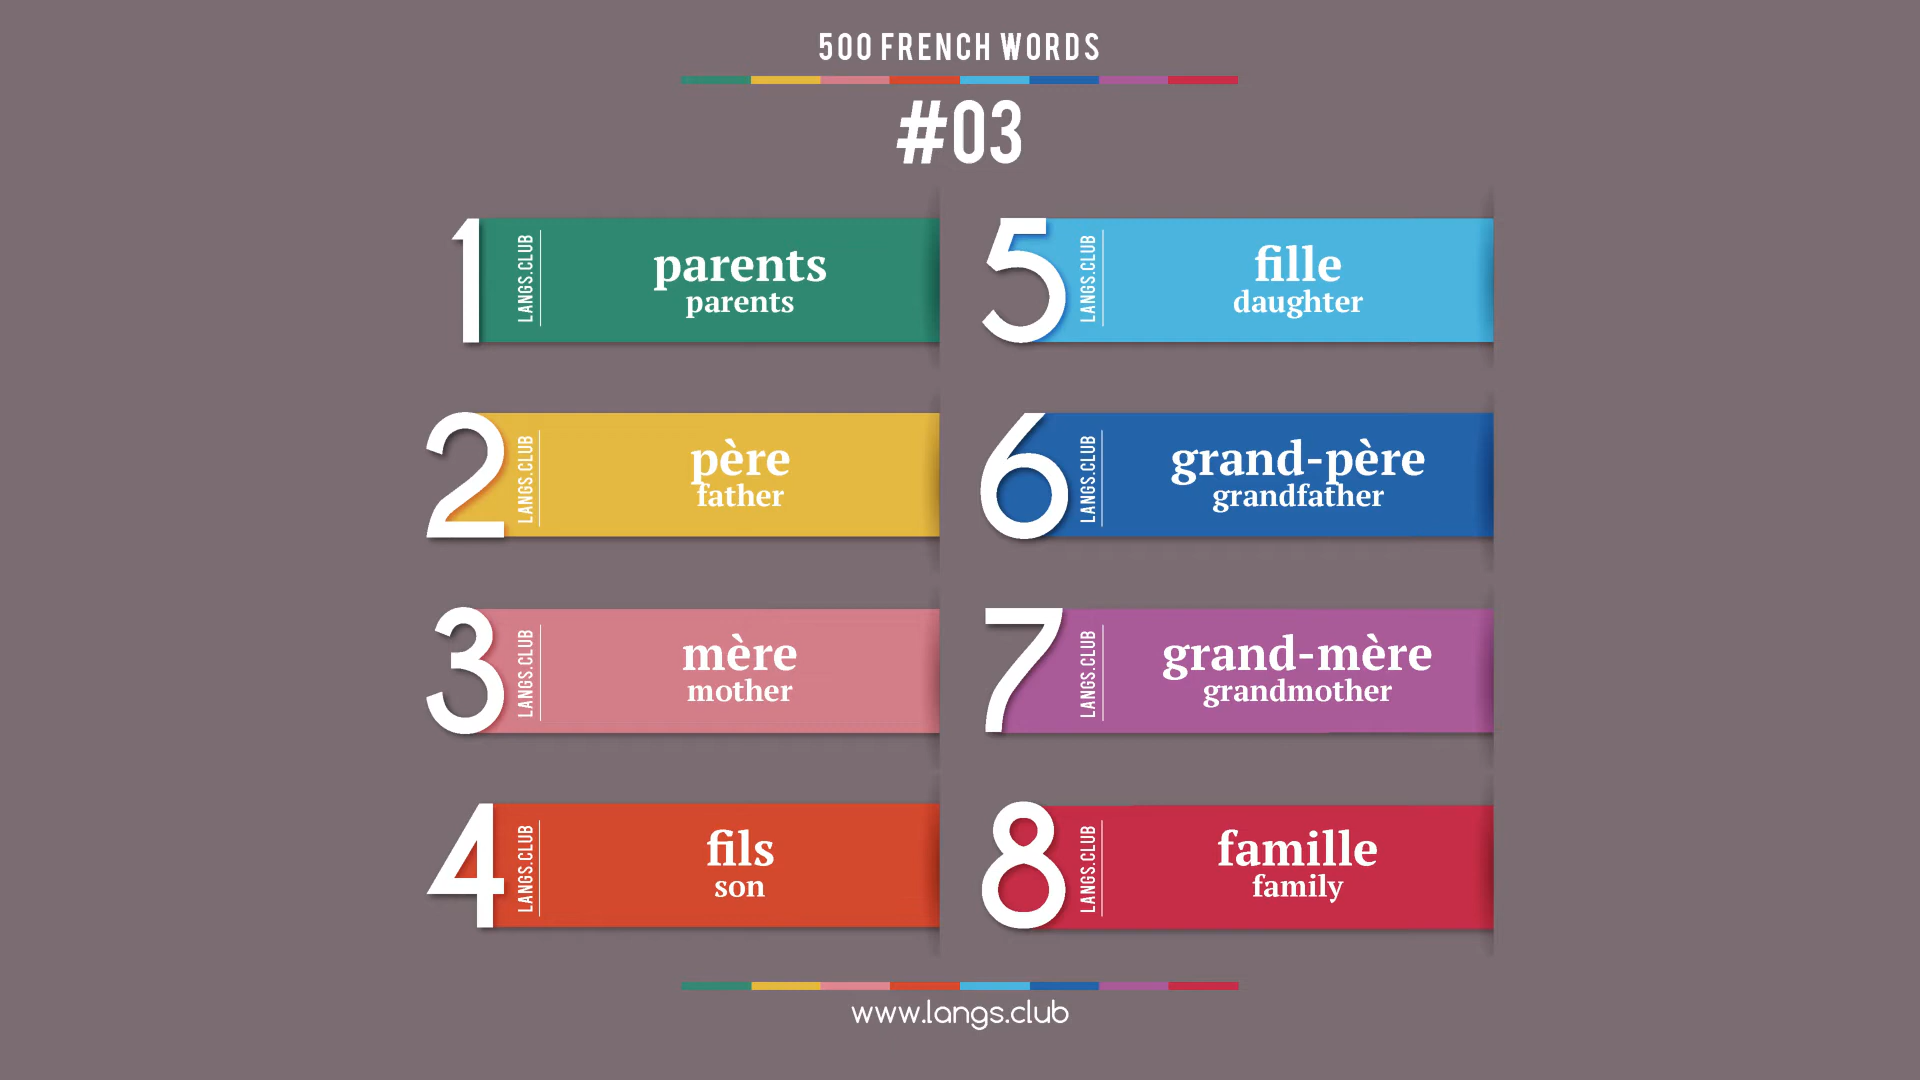 500 FRENCH WORDS
#03
1
LANGS.CLUB
parents
parents
2
LANGS.CLUB
père
father
3
LANGS.CLUB
mère
mother
4
LANGS.CLUB
fils
son
5
LANGS.CLUB
fille
daughter
6
LANGS.CLUB
grand-père
grandfather
7
LANGS.CLUB
grand-mère
grandmother
8
LANGS.CLUB
famille
family
www.langs.club